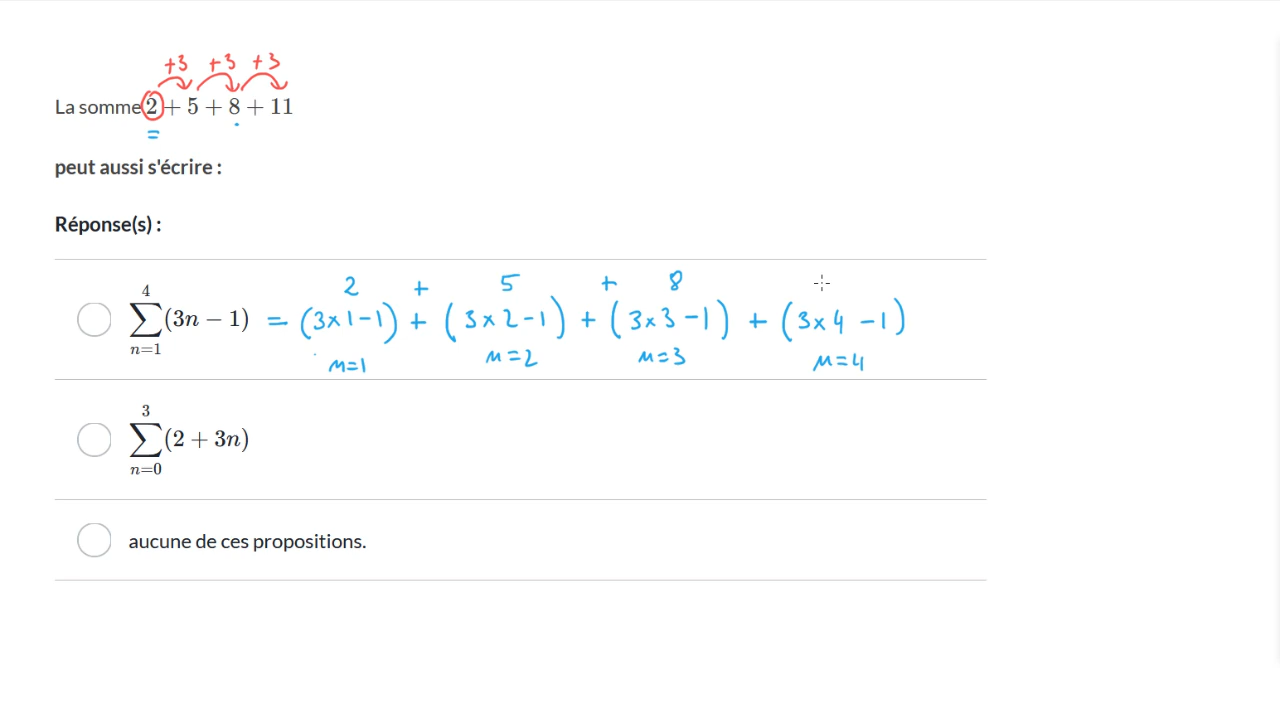 +3 +3 +3
La somme 2 + 5 + 8 + 11
=
peut aussi s'écrire :
Réponse(s) :
2 + 5 + 8
4
∑ (3n − 1) = (3×1−1) + (3×2−1) + (3×3−1) + (3×4−1)
n=1 n=1 n=2 n=3 n=4
3
∑ (2 + 3n)
n=0
aucune de ces propositions.